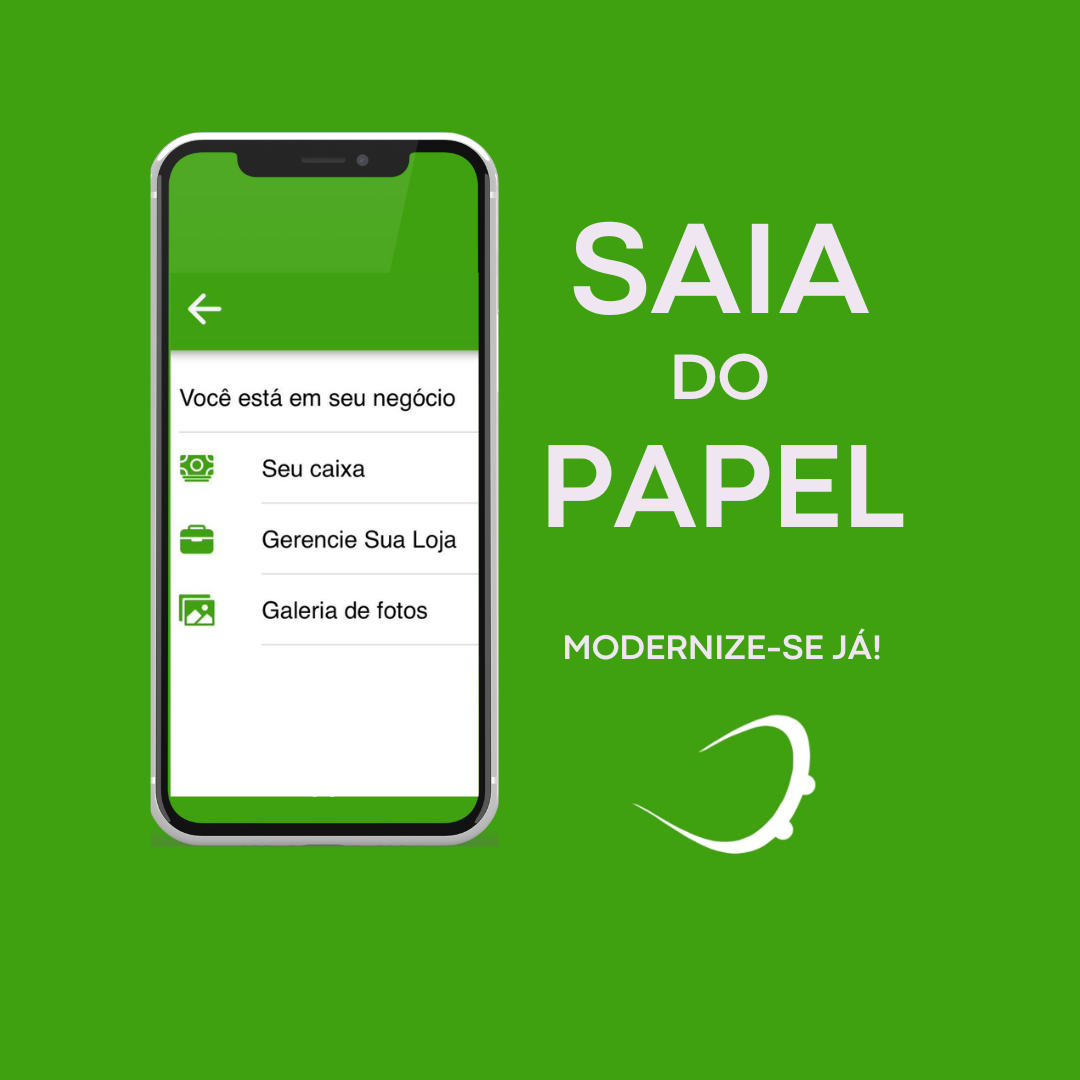 Você está em seu negócio
Seu caixa
Gerencie Sua Loja
Galeria de fotos
SAIA
DO
PAPEL
MODERNIZE-SE JÁ!